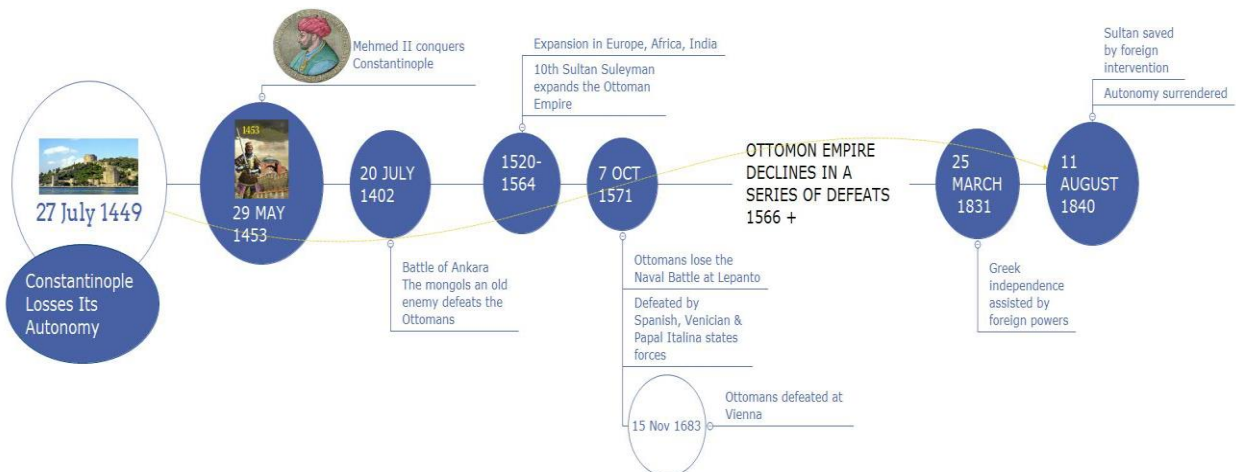 27 July 1449
Constantinople
Losses Its
Autonomy
Mehmed II conquers
Constantinople
1453
29 MAY
1453
20 JULY
1402
Battle of Ankara
The mongols an old
enemy defeats the
Ottomans
Expansion in Europe, Africa, India
10th Sultan Suleyman
expands the Ottoman
Empire
1520-
1564
7 OCT
1571
Ottomans lose the
Naval Battle at Lepanto
Defeated by
Spanish, Venician &
Papal Italina states
forces
15 Nov 1683
Ottomans defeated at
Vienna
OTTOMON EMPIRE
DECLINES IN A
SERIES OF DEFEATS
1566 +
25
MARCH
1831
Greek
independence
assisted by
foreign powers
Sultan saved
by foreign
intervention
Autonomy surrendered
11
AUGUST
1840